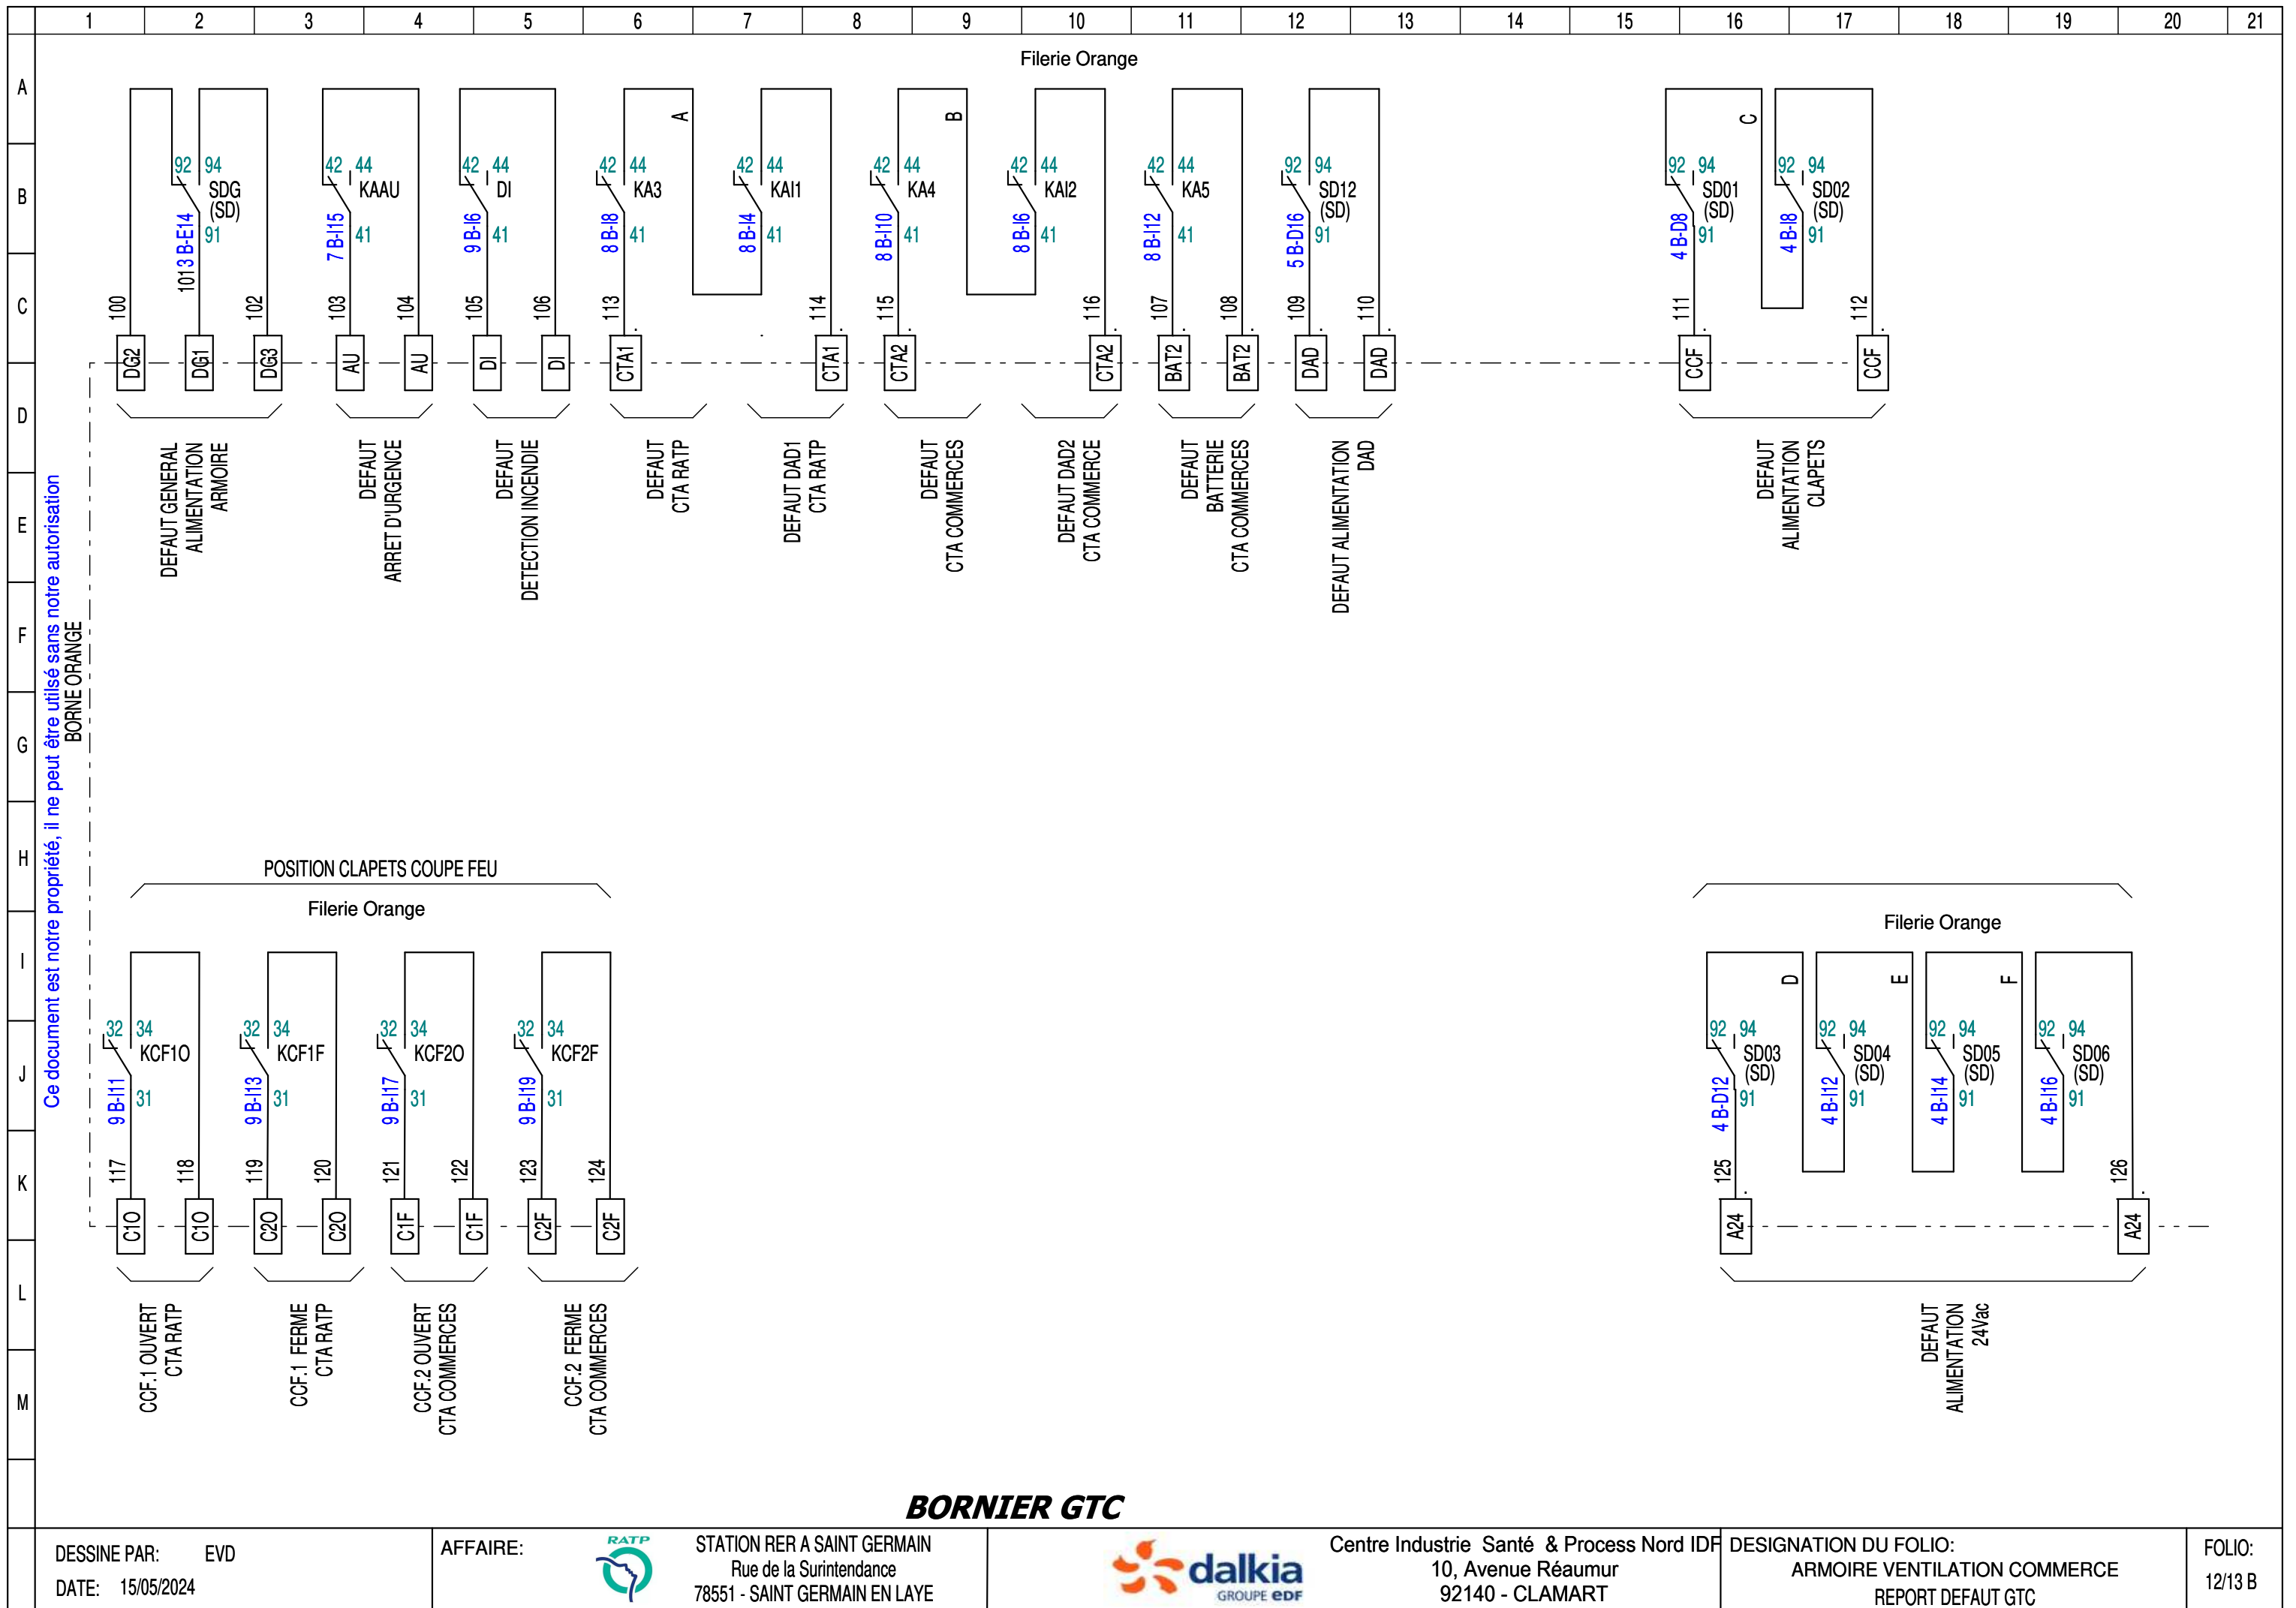 1 2 3 4 5 6 7 8 9 10 11 12 13 14 15 16 17 18 19 20 21
Filerie Orange
A
B
C
D
E
F
G
H
I
J
K
L
M
A B C
92 94 42 44 42 44 42 44 42 44 42 44 42 44 42 44 92 94 92 94 92 94
SDG (SD) KAAU DI KA3 KAI1 KA4 KAI2 KA5 SD12 (SD) SD01 (SD) SD02 (SD)
91 41 41 41 41 41 41 41 91 91 91
3 B-E14 7 B-I15 9 B-I6 8 B-I8 8 B-I4 8 B-I10 8 B-I6 8 B-I12 5 B-D16 4 B-D8 4 B-I8
100 101 102 103 104 105 106 113 114 115 116 107 108 109 110 111 112
DG2 DG1 DG3 AU AU DI DI CTA1 CTA1 CTA2 CTA2 BAT2 BAT2 DAD DAD CCF CCF
DEFAUT GENERAL
ALIMENTATION
ARMOIRE
DEFAUT
ARRET D'URGENCE
DEFAUT
DETECTION INCENDIE
DEFAUT
CTA RATP
DEFAUT DAD1
CTA RATP
DEFAUT
CTA COMMERCES
DEFAUT DAD2
CTA COMMERCE
DEFAUT
BATTERIE
CTA COMMERCES
DEFAUT ALIMENTATION
DAD
DEFAUT
ALIMENTATION
CLAPETS
Ce document est notre propriété, il ne peut être utilsé sans notre autorisation
BORNE ORANGE
POSITION CLAPETS COUPE FEU
Filerie Orange
Filerie Orange
D E F
32 34 32 34 32 34 32 34 92 94 92 94 92 94 92 94
KCF1O KCF1F KCF2O KCF2F SD03 (SD) SD04 (SD) SD05 (SD) SD06 (SD)
31 31 31 31 91 91 91 91
9 B-I11 9 B-I13 9 B-I17 9 B-I19 4 B-D12 4 B-I12 4 B-I14 4 B-I16
117 118 119 120 121 122 123 124 125 126
C1O C1O C2O C2O C1F C1F C2F C2F A24 A24
CCF.1 OUVERT
CTA RATP
CCF.1 FERME
CTA RATP
CCF.2 OUVERT
CTA COMMERCES
CCF.2 FERME
CTA COMMERCES
DEFAUT
ALIMENTATION
24Vac
BORNIER GTC
DESSINE PAR: EVD
DATE: 15/05/2024
AFFAIRE:
RATP
STATION RER A SAINT GERMAIN
Rue de la Surintendance
78551 - SAINT GERMAIN EN LAYE
dalkia
GROUPE EDF
Centre Industrie Santé & Process Nord IDF
10, Avenue Réaumur
92140 - CLAMART
DESIGNATION DU FOLIO:
ARMOIRE VENTILATION COMMERCE
REPORT DEFAUT GTC
FOLIO:
12/13 B